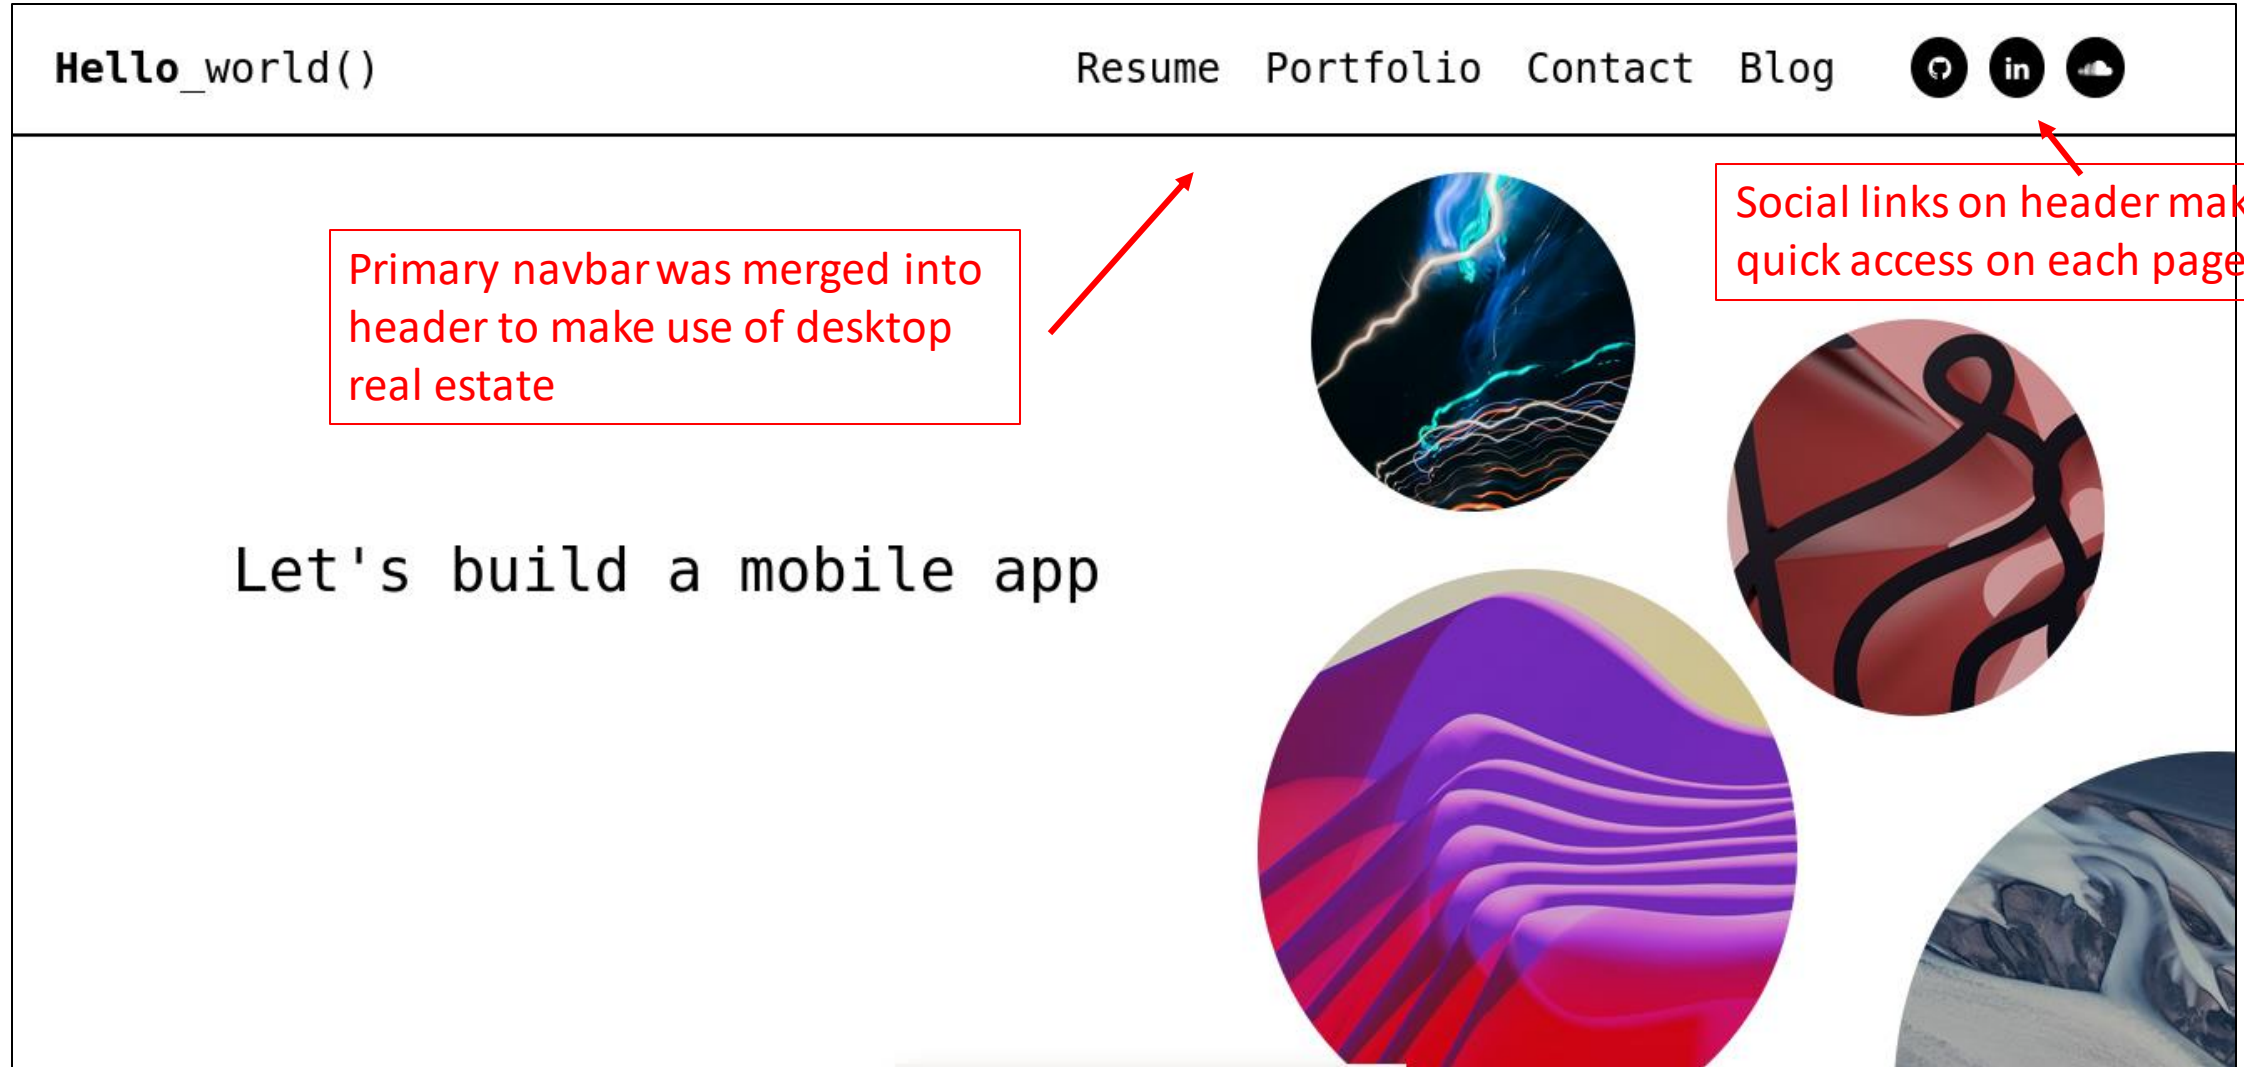 Hello_world()
Resume Portfolio Contact Blog
in
Social links on header
quick access on each page
Primary navbar was merged into
header to make use of desktop
real estate
Let's build a mobile app